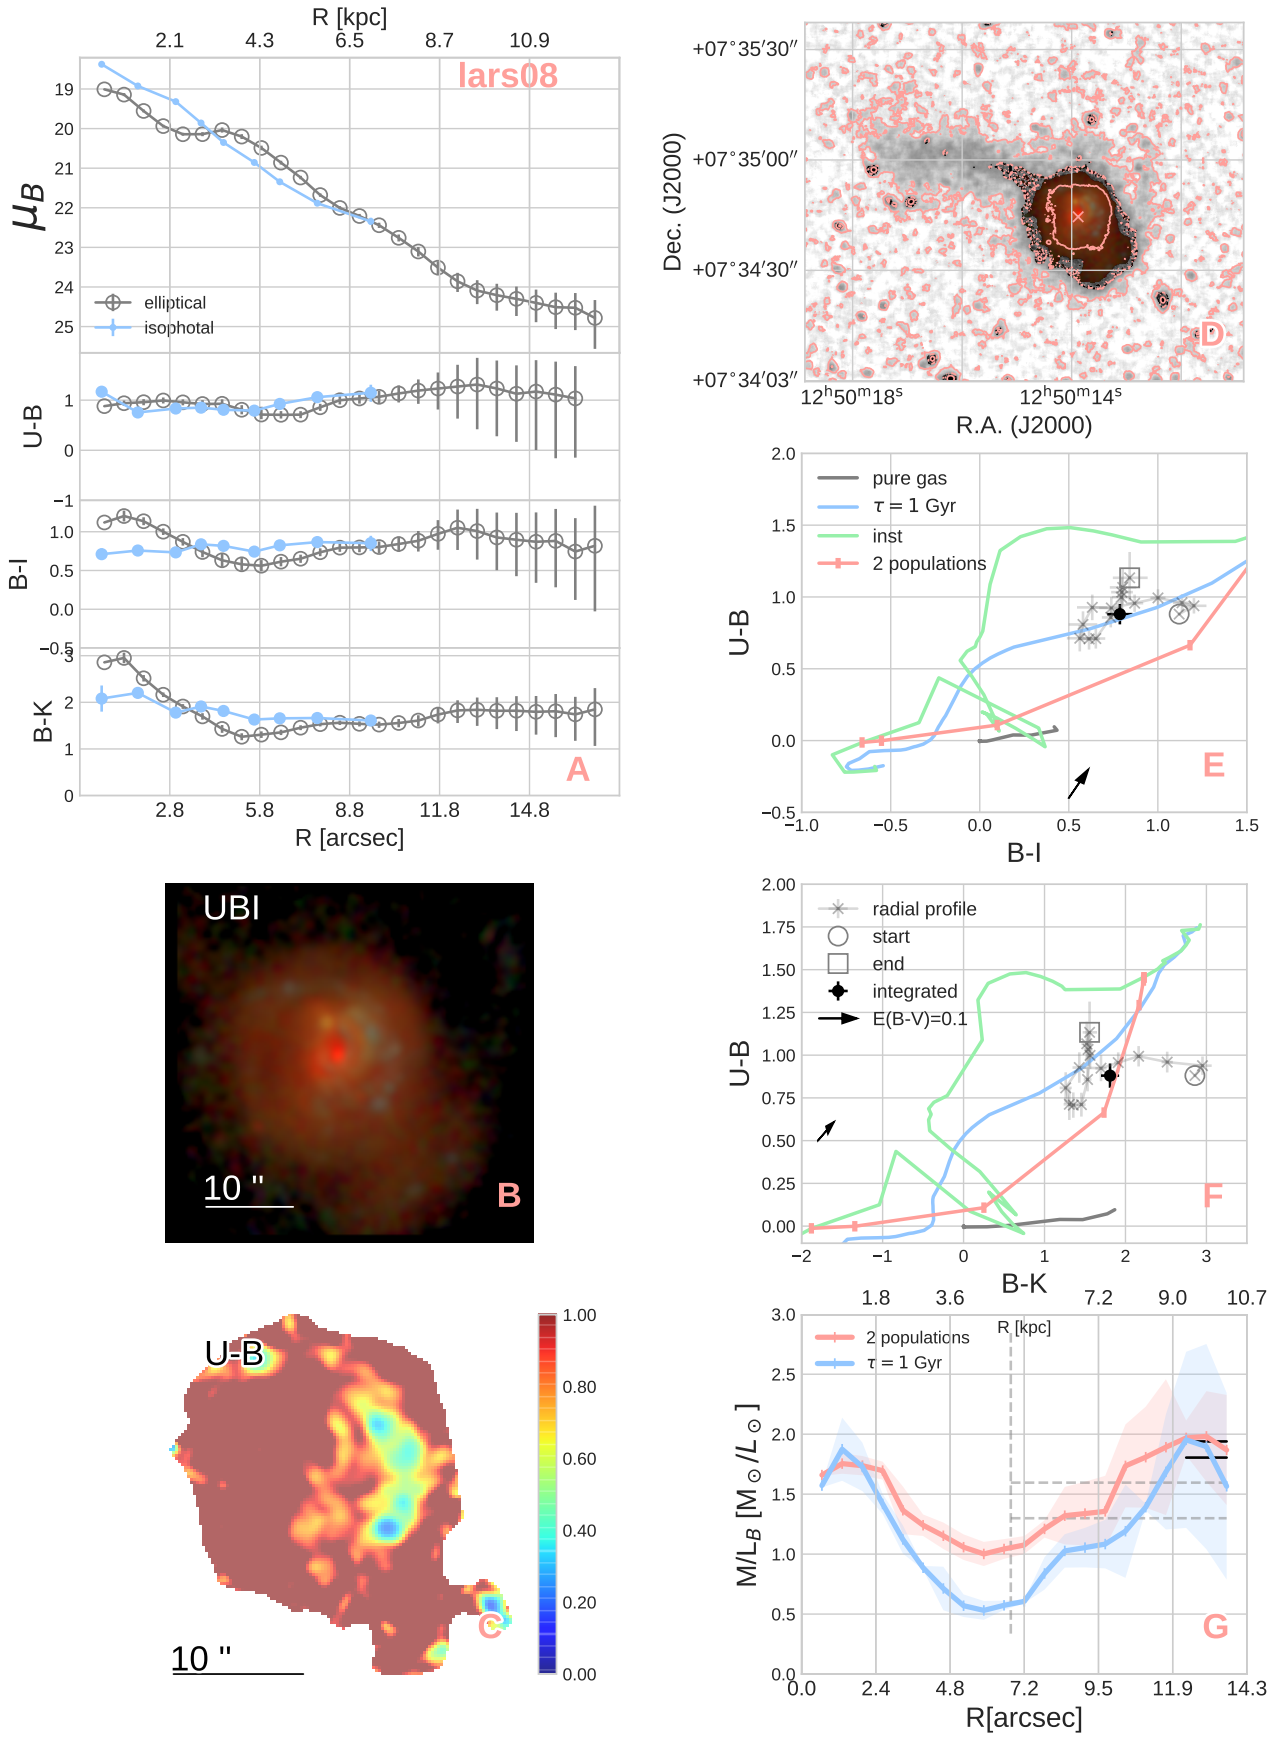 R [kpc]
2.1 4.3 6.5 8.7 10.9
lars08
19
20
21
22
23
24
25
μB
elliptical
isophotal
1
0
−1
U-B
1.0
0.5
0.0
−0.5
B-I
3
2
1
0
B-K
A
2.8 5.8 8.8 11.8 14.8
R [arcsec]
+07°35′30″
+07°35′00″
+07°34′30″
+07°34′03″
Dec. (J2000)
D
12h50m18s 12h50m14s
R.A. (J2000)
2.0
1.5
1.0
0.5
0.0
−0.5
U-B
pure gas
τ = 1 Gyr
inst
2 populations
E
−1.0 −0.5 0.0 0.5 1.0 1.5
B-I
UBI
10 "
B
2.00
1.75
1.50
1.25
1.00
0.75
0.50
0.25
0.00
U-B
radial profile
start
end
integrated
E(B-V)=0.1
F
−2 −1 0 1 2 3
B-K
U-B
10 "
C
1.00
0.80
0.60
0.40
0.20
0.00
1.8 3.6 7.2 9.0 10.7
R [kpc]
3.0
2.5
2.0
1.5
1.0
0.5
0.0
M/LB [M⊙/L⊙]
2 populations
τ = 1 Gyr
G
0.0 2.4 4.8 7.2 9.5 11.9 14.3
R[arcsec]